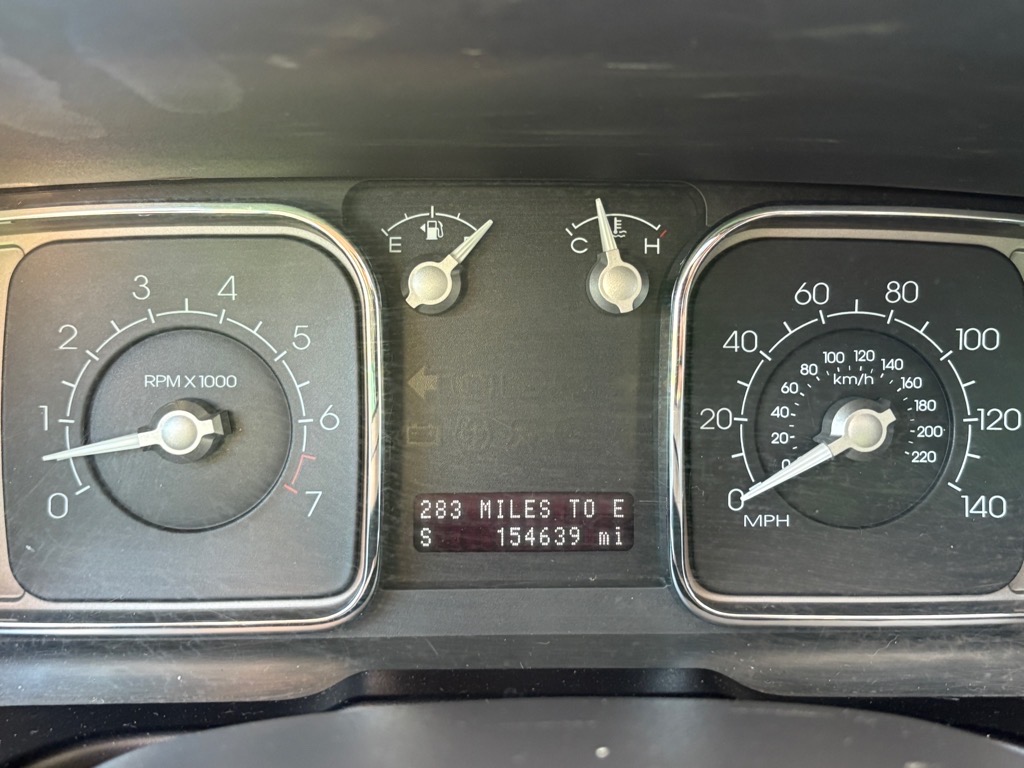 E
C H
0 1 2 3 4 5 6 7
RPM X 1000
0 20 40 60 80 100 120 140
MPH
0 20 40 60 80 100 120 140 160 180 200 220
km/h
283 MILES TO E
S 154639 mi